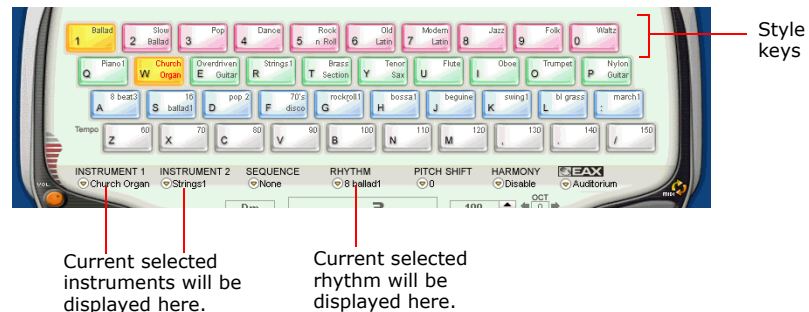 Ballad Slow Ballad Pop Dance Rock n Roll Old Latin Modern Latin Jazz Folk Waltz
1 2 3 4 5 6 7 8 9 0
Style keys
Piano1 Church Organ Overdriven Guitar Strings1 Brass Section Tenor Sax Flute Oboe Trumpet Nylon Guitar
Q W E R T Y U I O P
8 beat3 16 ballad1 pop 2 70's disco rockroll1 bossa1 beguine swing1 bl grass march1
A S D F G H J K L ;
Tempo 60 70 80 90 100 110 120 130 140 150
Z X C V B N M , . /
INSTRUMENT 1 INSTRUMENT 2 SEQUENCE RHYTHM PITCH SHIFT HARMONY EAX
Church Organ Strings1 None 8 ballad1 0 Disable Auditorium
VOL
MIDI
OCT
Current selected
instruments will be
displayed here.
Current selected
rhythm will be
displayed here.